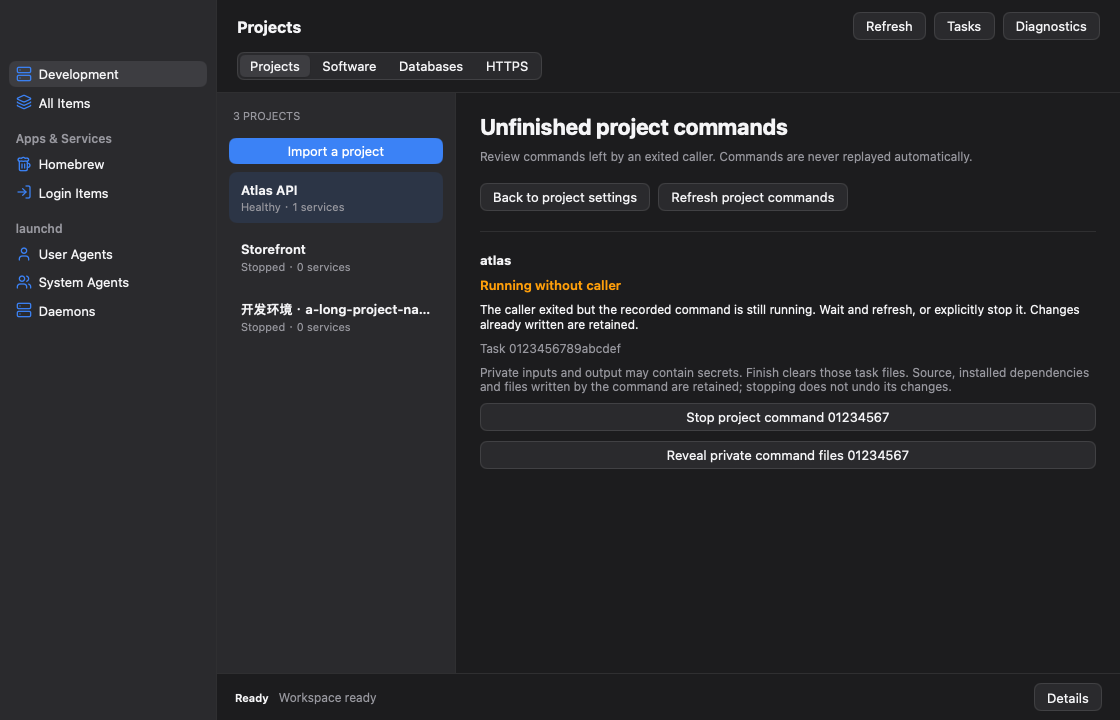 Projects
Refresh
Tasks
Diagnostics
Projects
Software
Databases
HTTPS
Development
All Items
Apps & Services
Homebrew
Login Items
launchd
User Agents
System Agents
Daemons
3 PROJECTS
Import a project
Atlas API
Healthy · 1 services
Storefront
Stopped · 0 services
开发环境 · a-long-project-na...
Stopped · 0 services
Unfinished project commands
Review commands left by an exited caller. Commands are never replayed automatically.
Back to project settings
Refresh project commands
atlas
Running without caller
The caller exited but the recorded command is still running. Wait and refresh, or explicitly stop it. Changes
already written are retained.
Task 0123456789abcdef
Private inputs and output may contain secrets. Finish clears those task files. Source, installed dependencies
and files written by the command are retained; stopping does not undo its changes.
Stop project command 01234567
Reveal private command files 01234567
Ready
Workspace ready
Details